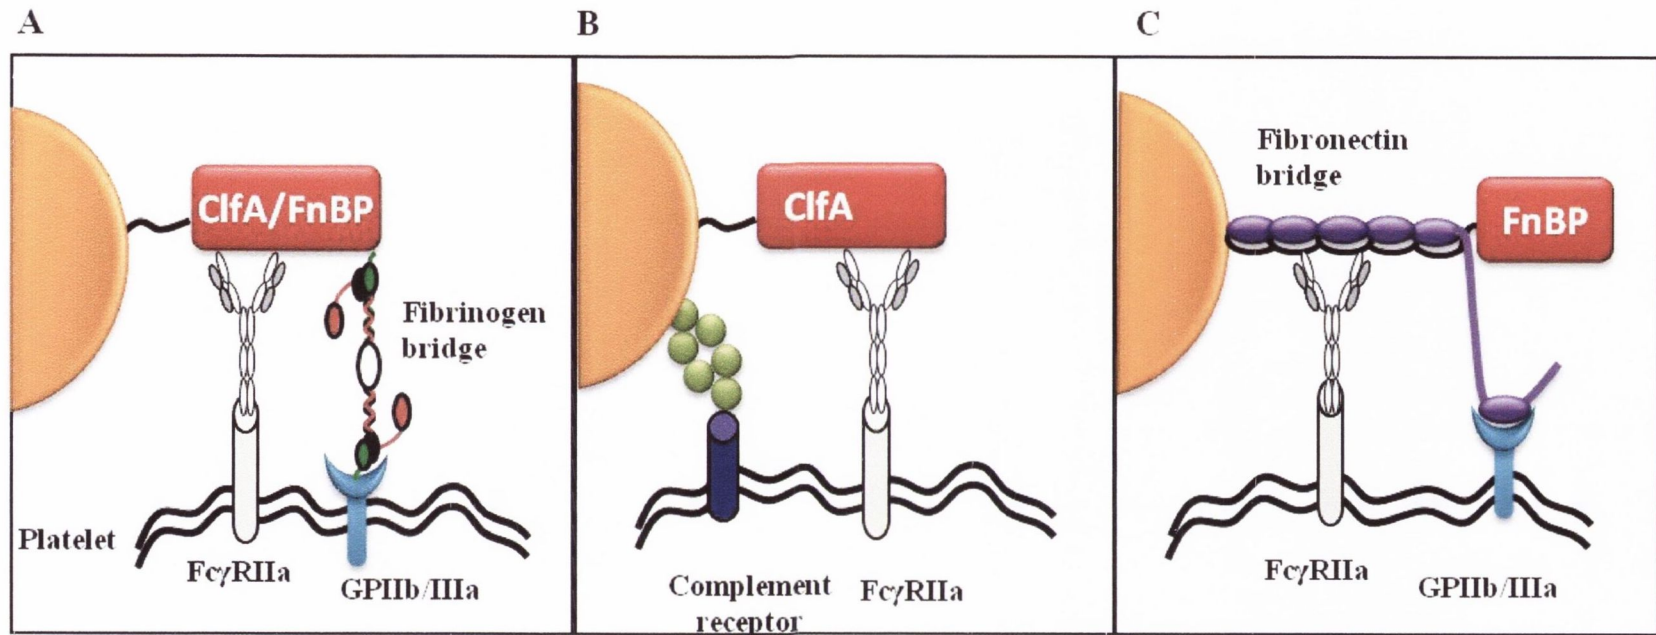 A
B
C
ClfA/FnBP
Fibrinogen
bridge
Platelet
FcγRIIa
GPIIb/IIIa
ClfA
Complement
receptor
FcγRIIa
Fibronectin
bridge
FnBP
FcγRIIa
GPIIb/IIIa